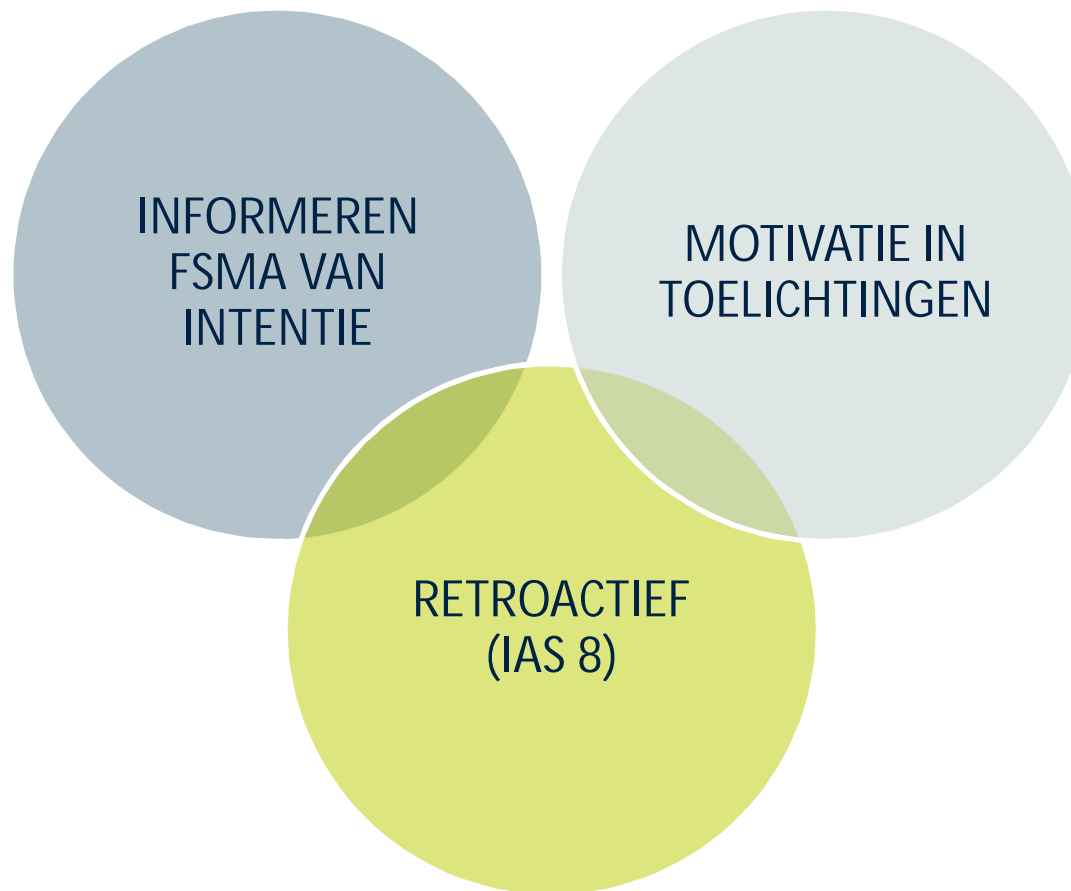 INFORMEREN
FSMA VAN
INTENTIE
MOTIVATIE IN
TOELICHTINGEN
RETROACTIEF
(IAS 8)